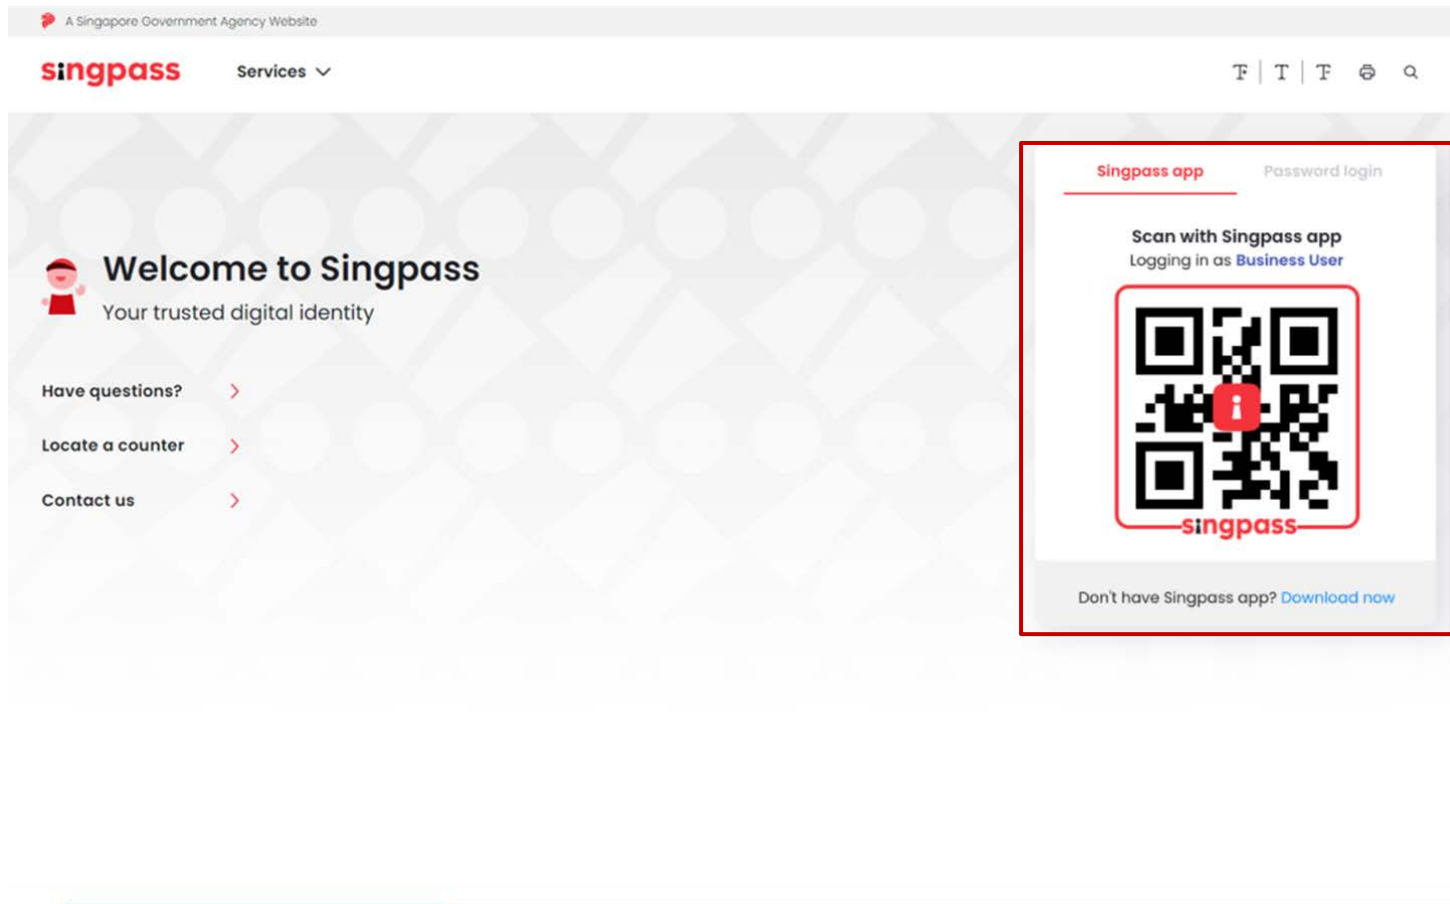 A Singapore Government Agency Website
singpass
Services
T | T | T
Singpass app
Password login
Scan with Singpass app
Logging in as Business User
Welcome to Singpass
Your trusted digital identity
Have questions?
Locate a counter
Contact us
singpass
Don't have Singpass app? Download now